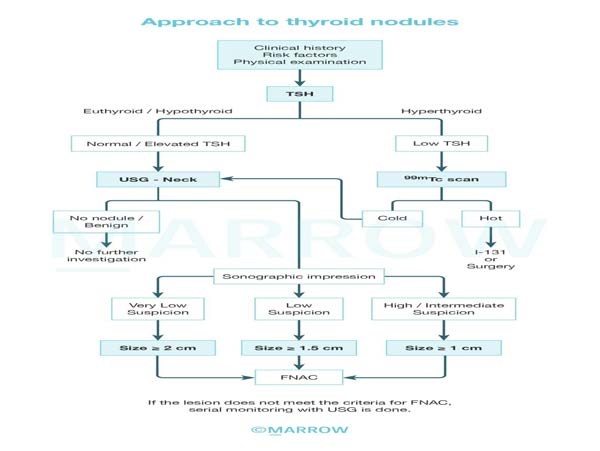 Approach to thyroid nodules
Clinical history
Risk factors
Physical examination
TSH
Euthyroid / Hypothyroid
Hyperthyroid
Normal / Elevated TSH
Low TSH
USG - Neck
99mTc scan
No nodule /
Benign
Cold
Hot
MARROW
No further
investigation
I-131
or
Surgery
Sonographic impression
Very Low
Suspicion
Low
Suspicion
High / Intermediate
Suspicion
Size ≥ 2 cm
Size ≥ 1.5 cm
Size ≥ 1 cm
FNAC
If the lesion does not meet the criteria for FNAC,
serial monitoring with USG is done.
©MARROW